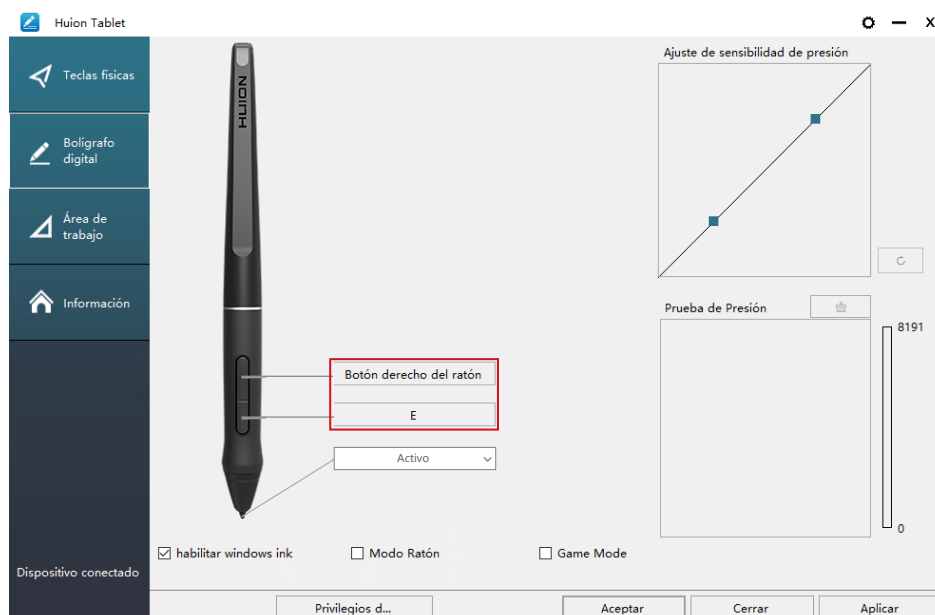 Huion Tablet
Teclas físicas
Bolígrafo
digital
Área de
trabajo
Información
Dispositivo conectado
HUION
Botón derecho del ratón
E
Activo
habilitar windows ink
Modo Ratón
Game Mode
Ajuste de sensibilidad de presión
Prueba de Presión
8191
0
Privilegios d...
Aceptar
Cerrar
Aplicar